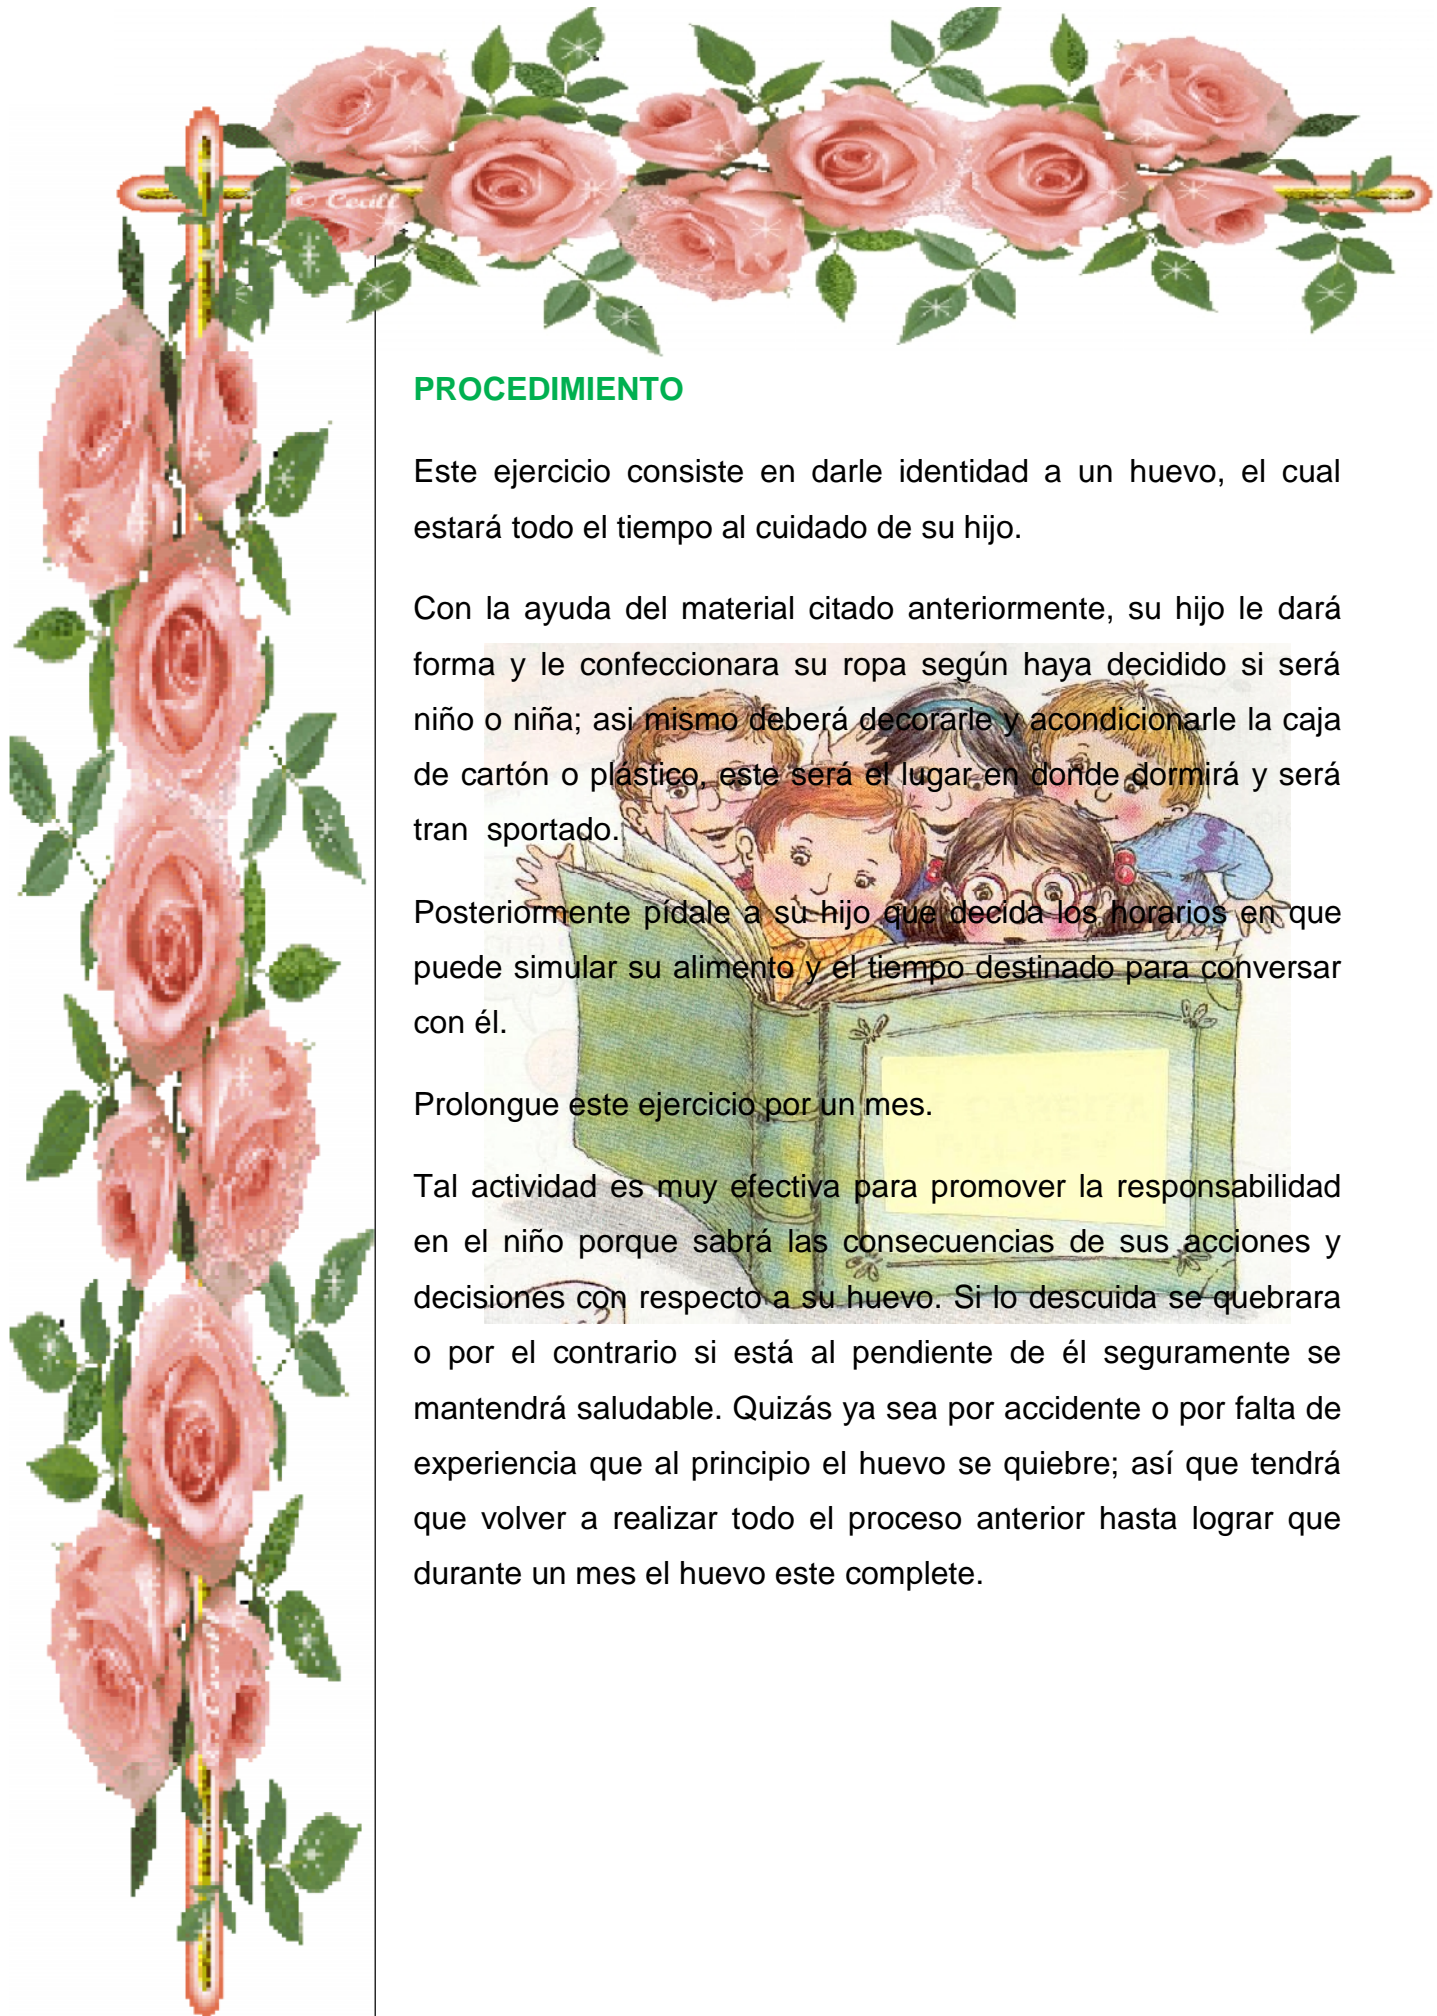 © Cecill
PROCEDIMIENTO
Este ejercicio consiste en darle identidad a un huevo, el cual
estará todo el tiempo al cuidado de su hijo.
Con la ayuda del material citado anteriormente, su hijo le dará
forma y le confeccionara su ropa según haya decidido si será
niño o niña; asi mismo deberá decorarle y acondicionarle la caja
de cartón o plástico, este será el lugar en donde dormirá y será
tran sportado.
Posteriormente pídale a su hijo que decida los horarios en que
puede simular su alimento y el tiempo destinado para conversar
con él.
Prolongue este ejercicio por un mes.
Tal actividad es muy efectiva para promover la responsabilidad
en el niño porque sabrá las consecuencias de sus acciones y
decisiones con respecto a su huevo. Si lo descuida se quebrara
o por el contrario si está al pendiente de él seguramente se
mantendrá saludable. Quizás ya sea por accidente o por falta de
experiencia que al principio el huevo se quiebre; así que tendrá
que volver a realizar todo el proceso anterior hasta lograr que
durante un mes el huevo este complete.